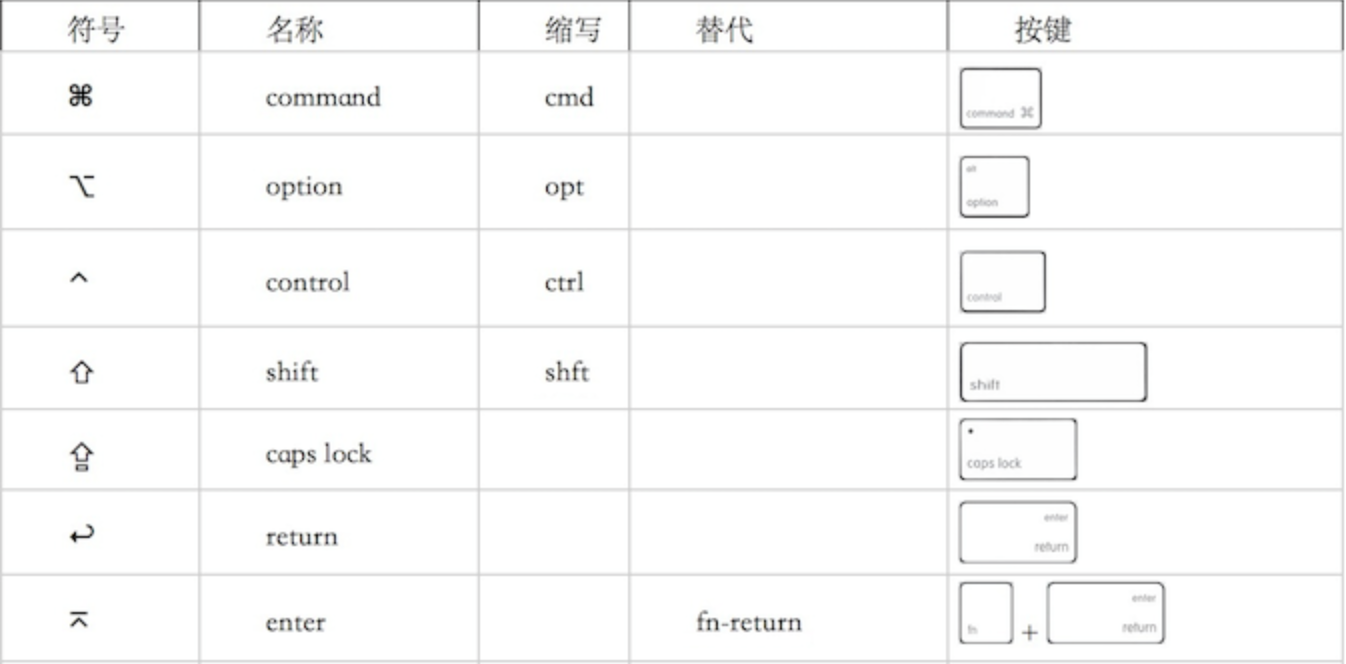 符号 名称 缩写 替代 按键
⌘ command cmd command ⌘
⌥ option opt alt option
^ control ctrl control
⇧ shift shft shift
⇪ caps lock caps lock
↩ return enter return
⌤ enter fn-return fn + enter return